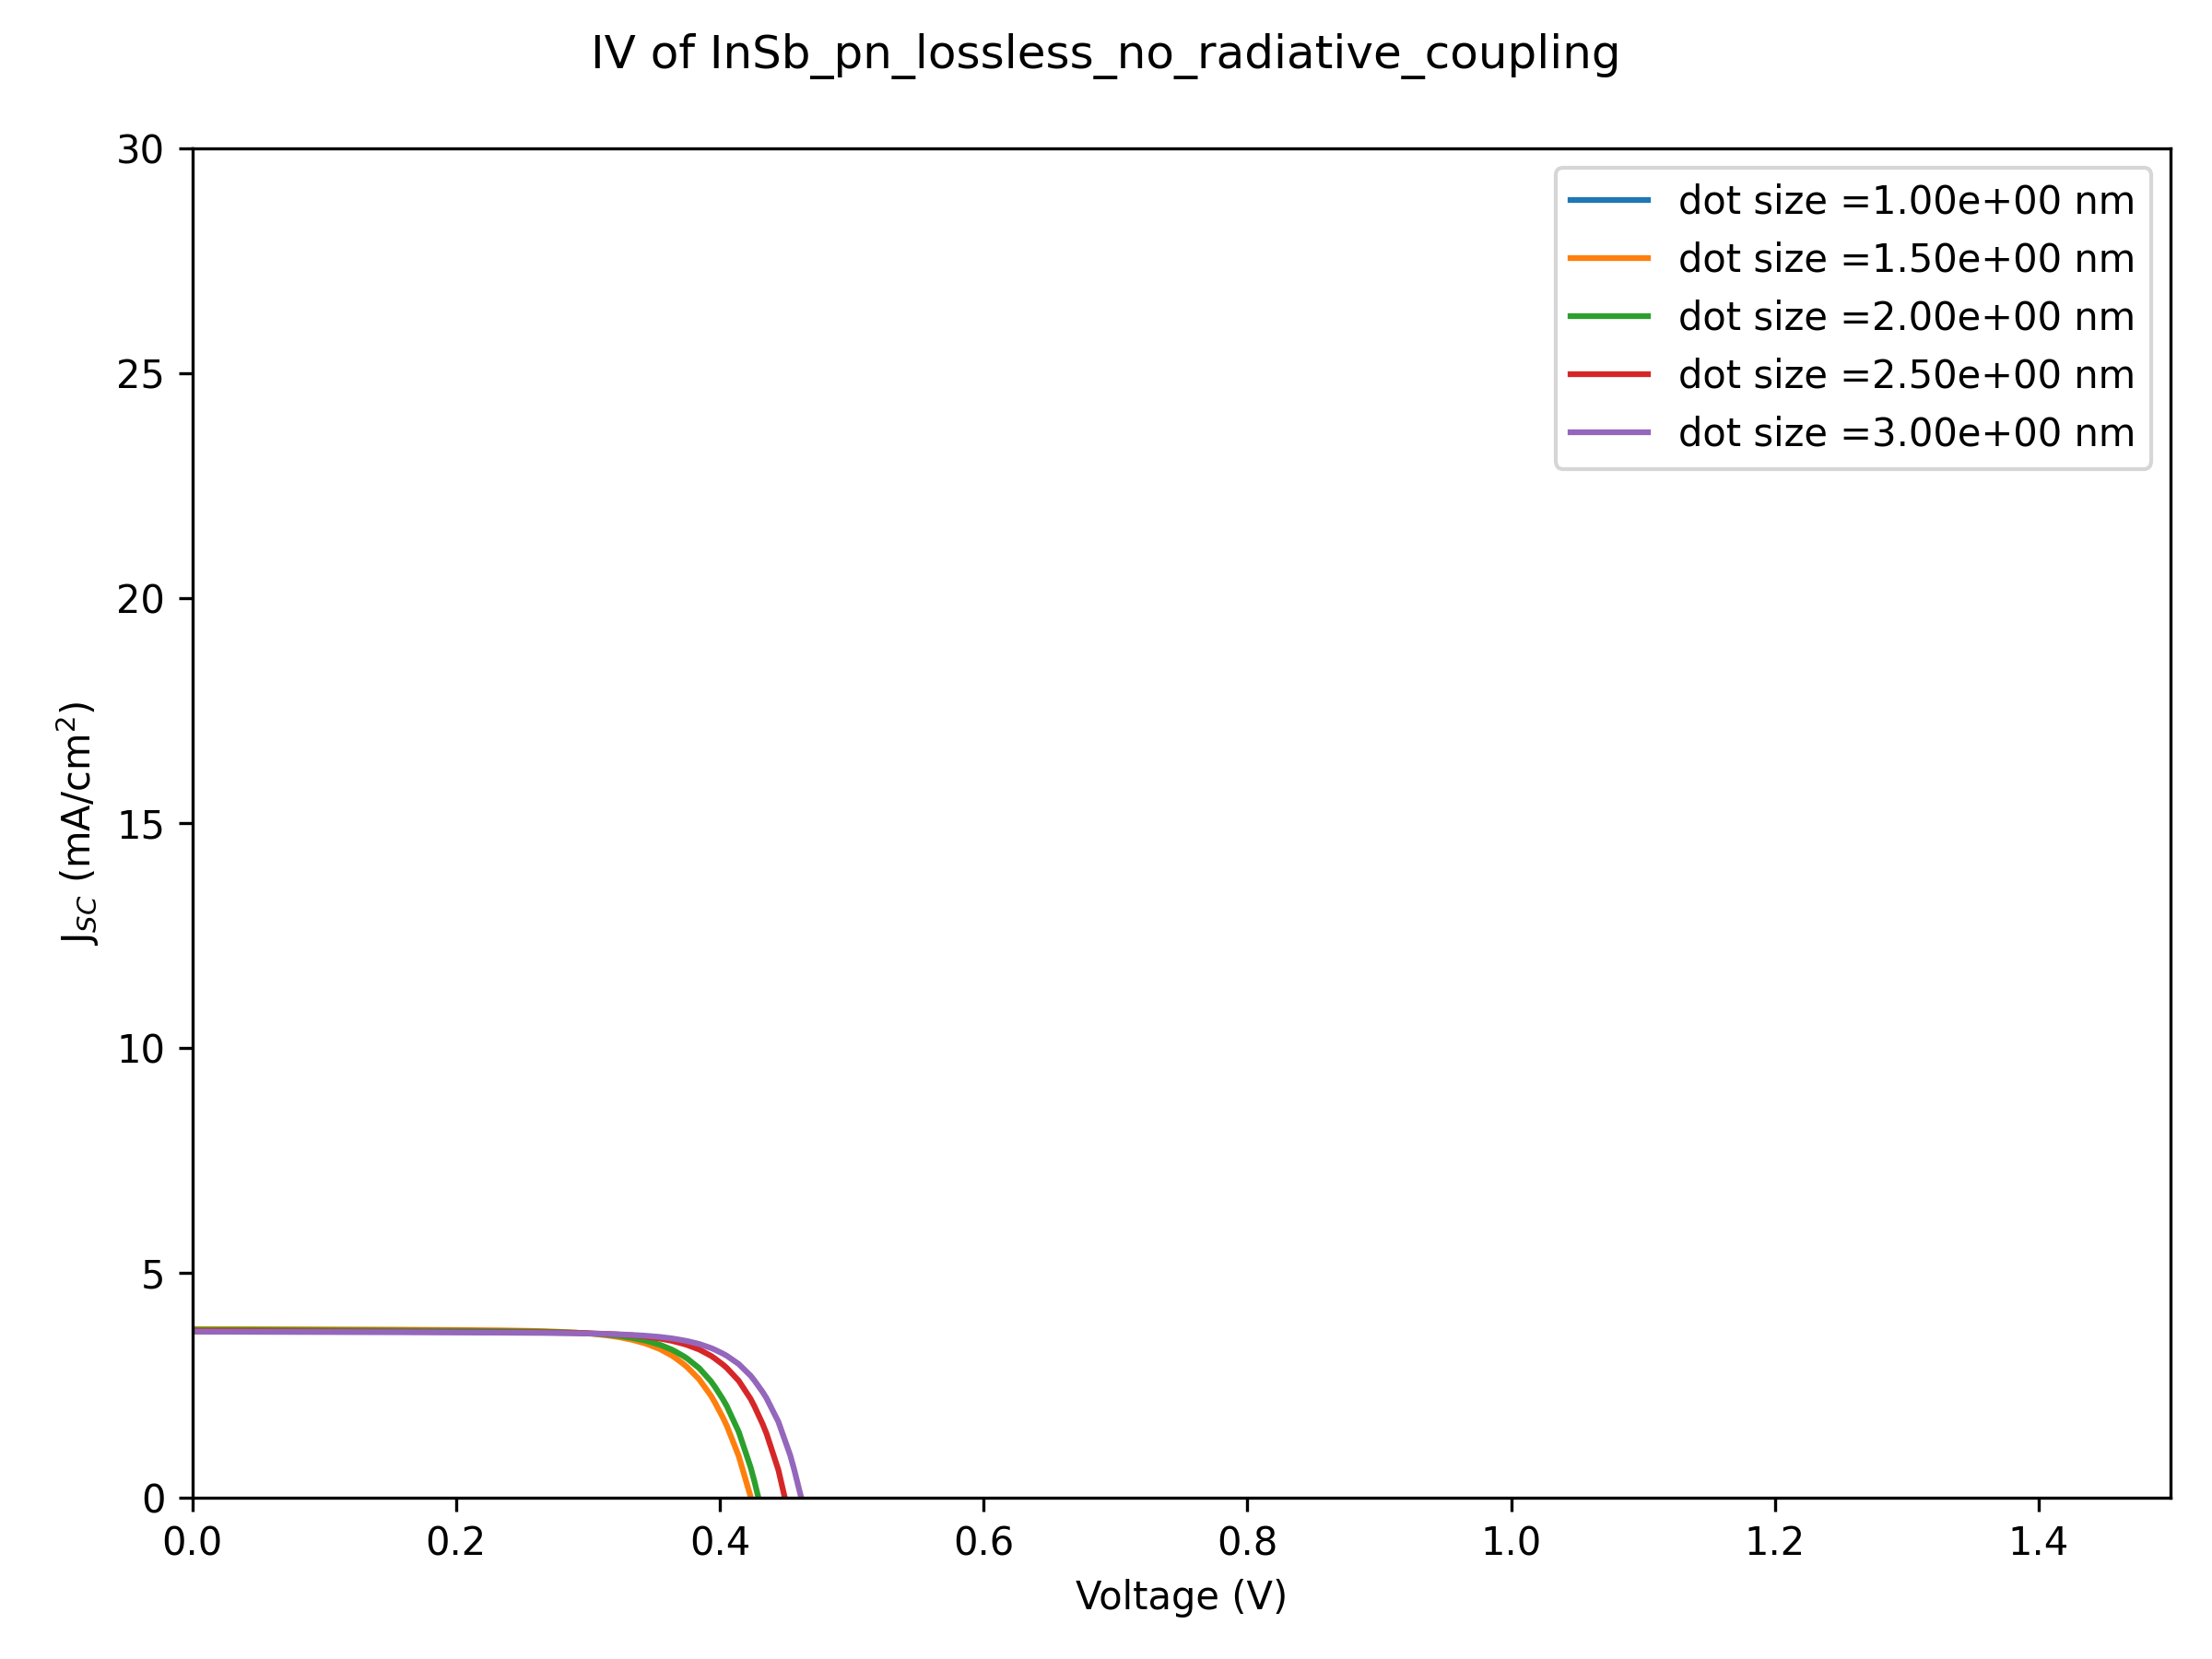 IV of InSb_pn_lossless_no_radiative_coupling
30
25
20
15
10
5
0
J_SC (mA/cm²)
dot size =1.00e+00 nm
dot size =1.50e+00 nm
dot size =2.00e+00 nm
dot size =2.50e+00 nm
dot size =3.00e+00 nm
0.0 0.2 0.4 0.6 0.8 1.0 1.2 1.4
Voltage (V)